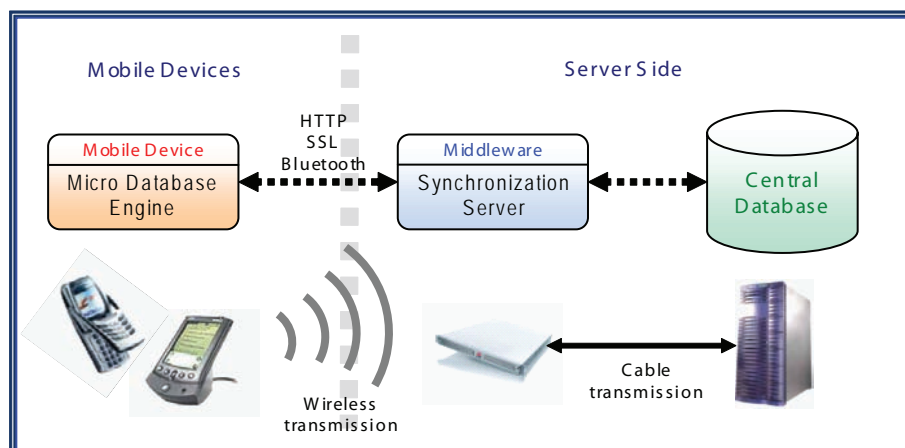 Mobile Devices
Server Side
HTTP
SSL
Bluetooth
Mobile Device
Micro Database
Engine
Middleware
Synchronization
Server
Central
Database
Wireless
transmission
Cable
transmission